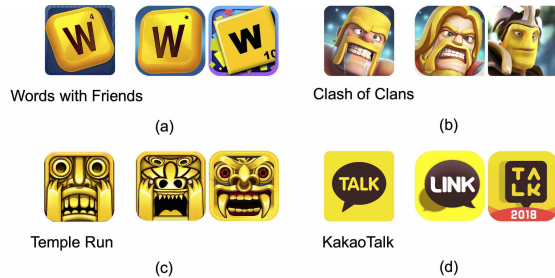 W 4
W
W 10
Words with Friends
Clash of Clans
(a)
(b)
TALK
LINK
TALK
2018
Temple Run
KakaoTalk
(c)
(d)